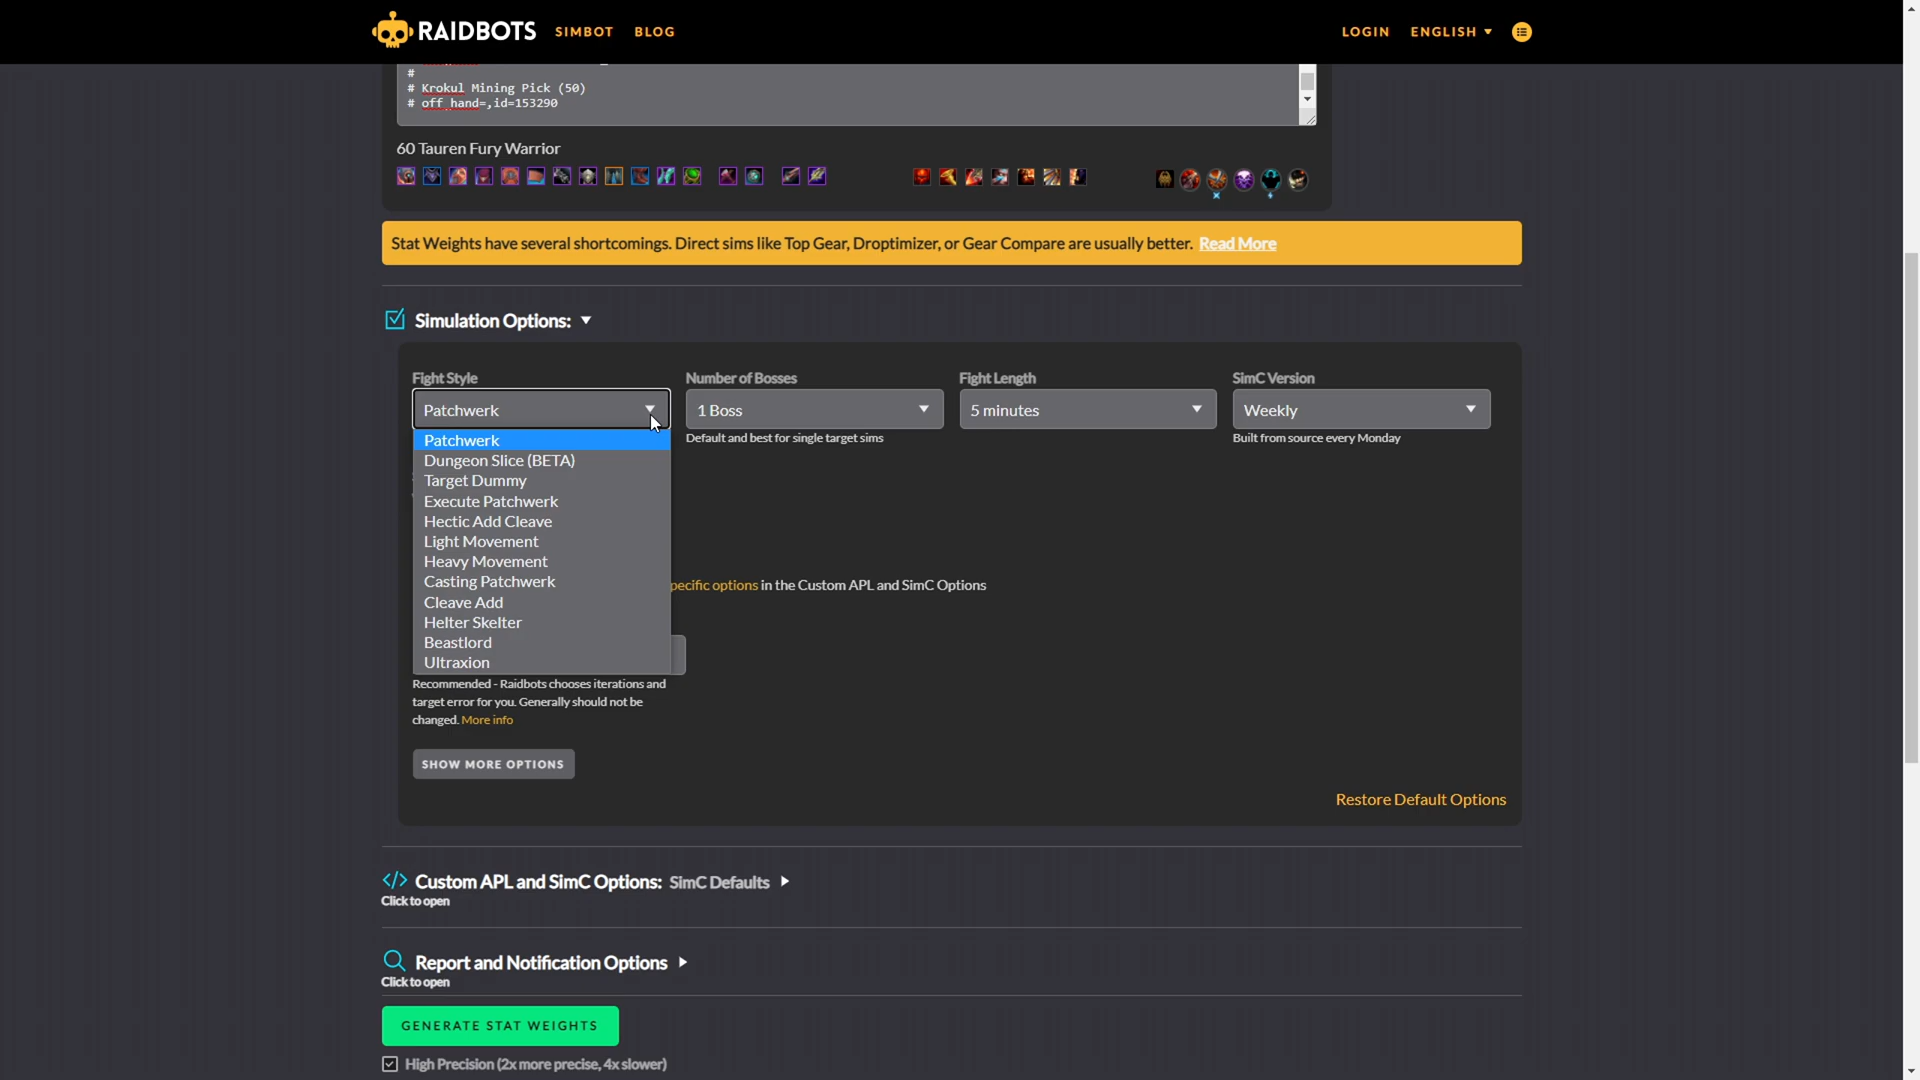 RAIDBOTS SIMBOT BLOG LOGIN ENGLISH
#
# Krokul Mining Pick (50)
# off_hand=,id=153290
60 Tauren Fury Warrior
Stat Weights have several shortcomings. Direct sims like Top Gear, Droptimizer, or Gear Compare are usually better. Read More
Simulation Options:
Fight Style Number of Bosses Fight Length SimC Version
Patchwerk 1 Boss 5 minutes Weekly
Default and best for single target sims Built from source every Monday
Patchwerk
Dungeon Slice (BETA)
Target Dummy
Execute Patchwerk
Hectic Add Cleave
Light Movement
Heavy Movement
Casting Patchwerk
pecific options in the Custom APL and SimC Options
Cleave Add
Helter Skelter
Beastlord
Ultraxion
Recommended - Raidbots chooses iterations and
target error for you. Generally should not be
changed. More info
SHOW MORE OPTIONS
Restore Default Options
</> Custom APL and SimC Options: SimC Defaults
Click to open
Report and Notification Options
Click to open
GENERATE STAT WEIGHTS
High Precision (2x more precise, 4x slower)